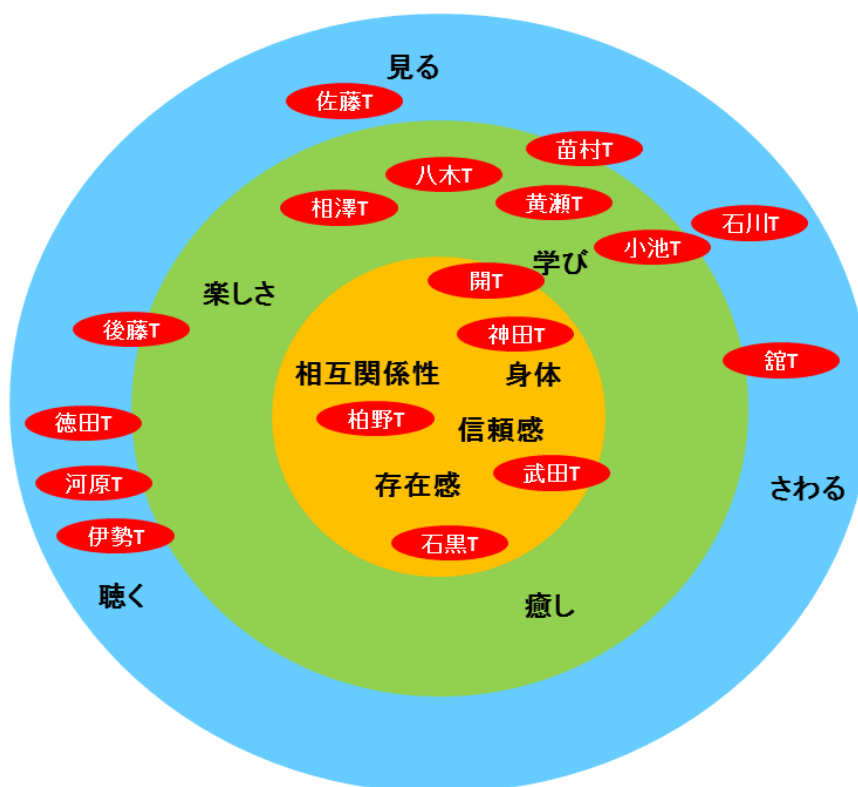 見る
佐藤T
苗村T
八木T
相澤T
黄瀬T
石川T
小池T
学び
開T
楽しさ
後藤T
神田T
舘T
相互関係性
身体
柏野T
徳田T
信頼感
武田T
存在感
河原T
さわる
伊勢T
石黒T
聴く
癒し